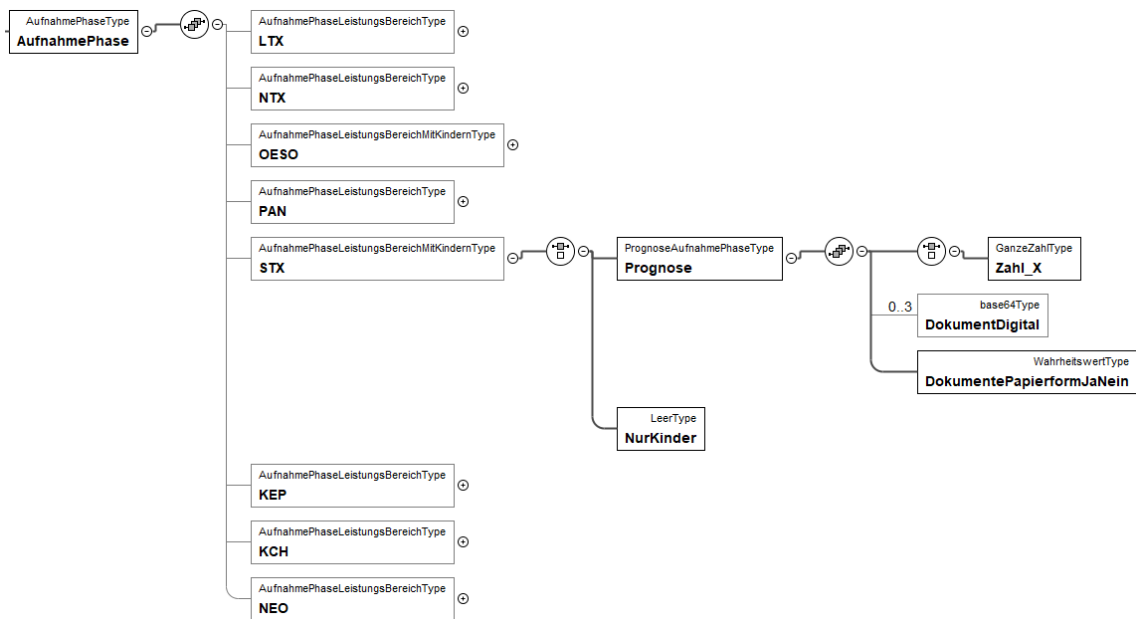 AufnahmePhaseType
AufnahmePhase
AufnahmePhaseLeistungsBereichType
LTX
AufnahmePhaseLeistungsBereichType
NTX
AufnahmePhaseLeistungsBereichMitKindernType
OESO
AufnahmePhaseLeistungsBereichType
PAN
AufnahmePhaseLeistungsBereichMitKindernType
STX
PrognoseAufnahmePhaseType
Prognose
GanzeZahlType
Zahl_X
0..3
base64Type
DokumentDigital
WahrheitswertType
DokumentePapierformJaNein
LeerType
NurKinder
AufnahmePhaseLeistungsBereichType
KEP
AufnahmePhaseLeistungsBereichType
KCH
AufnahmePhaseLeistungsBereichType
NEO